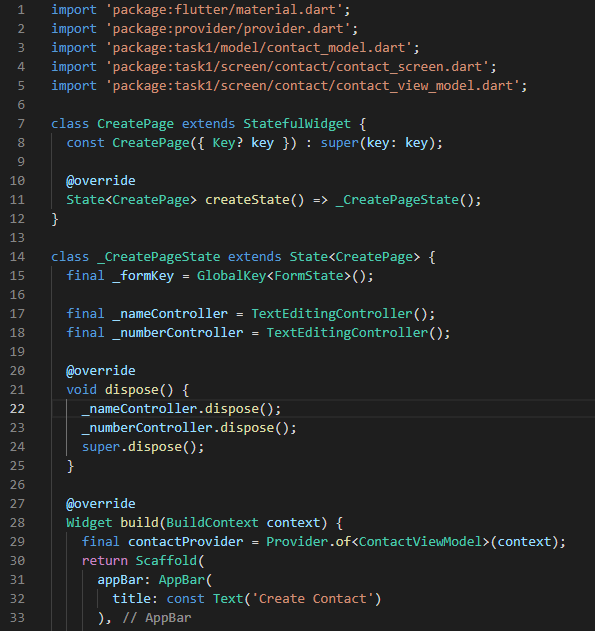 1 import 'package:flutter/material.dart';
2 import 'package:provider/provider.dart';
3 import 'package:task1/model/contact_model.dart';
4 import 'package:task1/screen/contact/contact_screen.dart';
5 import 'package:task1/screen/contact/contact_view_model.dart';
6
7 class CreatePage extends StatefulWidget {
8   const CreatePage({ Key? key }) : super(key: key);
9
10   @override
11   State<CreatePage> createState() => _CreatePageState();
12 }
13
14 class _CreatePageState extends State<CreatePage> {
15   final _formKey = GlobalKey<FormState>();
16
17   final _nameController = TextEditingController();
18   final _numberController = TextEditingController();
19
20   @override
21   void dispose() {
22     _nameController.dispose();
23     _numberController.dispose();
24     super.dispose();
25   }
26
27   @override
28   Widget build(BuildContext context) {
29     final contactProvider = Provider.of<ContactViewModel>(context);
30     return Scaffold(
31       appBar: AppBar(
32         title: const Text('Create Contact')
33       ), // AppBar